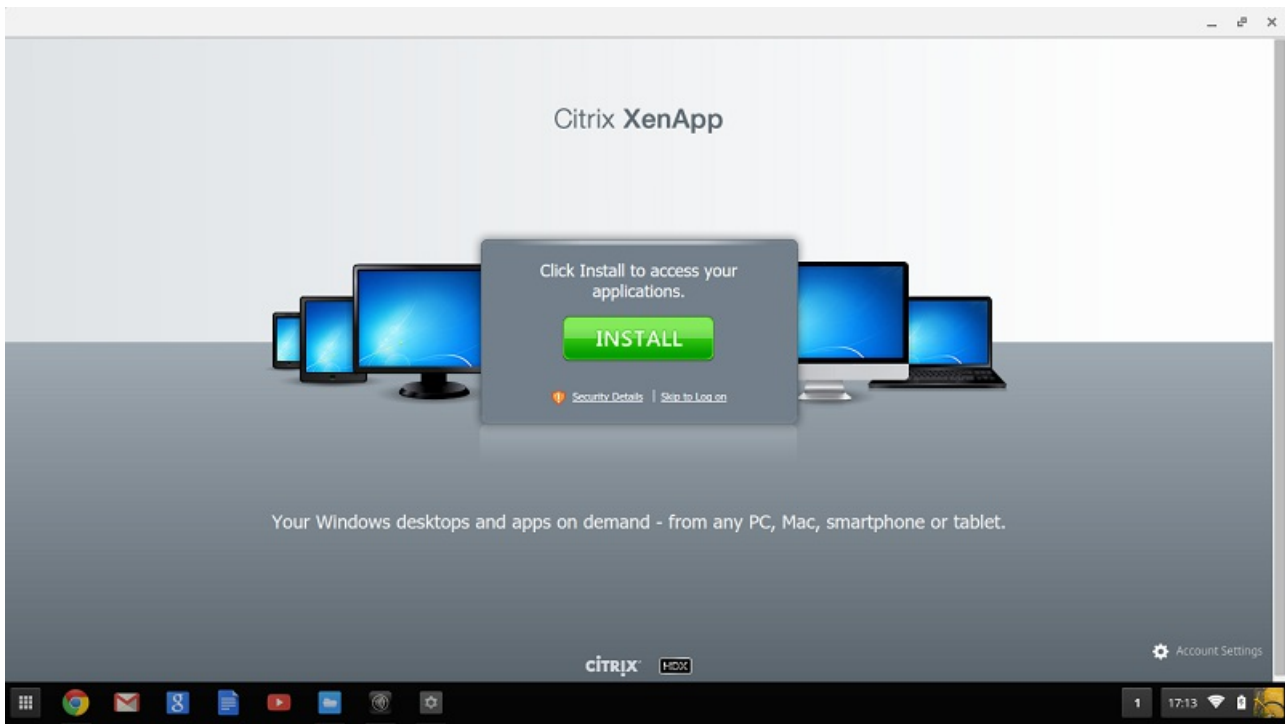 Citrix XenApp
Click Install to access your
applications.
INSTALL
Security Details | Skip to Log on
Your Windows desktops and apps on demand - from any PC, Mac, smartphone or tablet.
Account Settings
CITRIX HDX
8
1 17:13